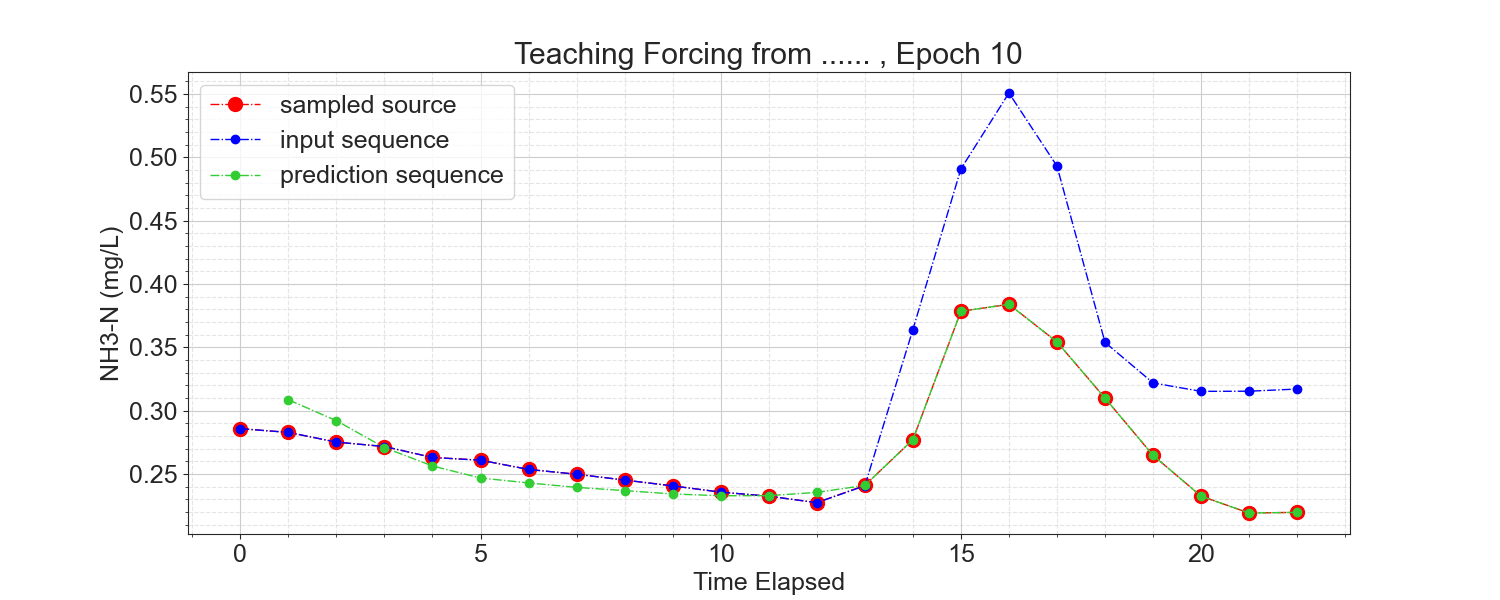 Teaching Forcing from ...... , Epoch 10
sampled source
input sequence
prediction sequence
NH3-N (mg/L)
0.55
0.50
0.45
0.40
0.35
0.30
0.25
0 5 10 15 20
Time Elapsed